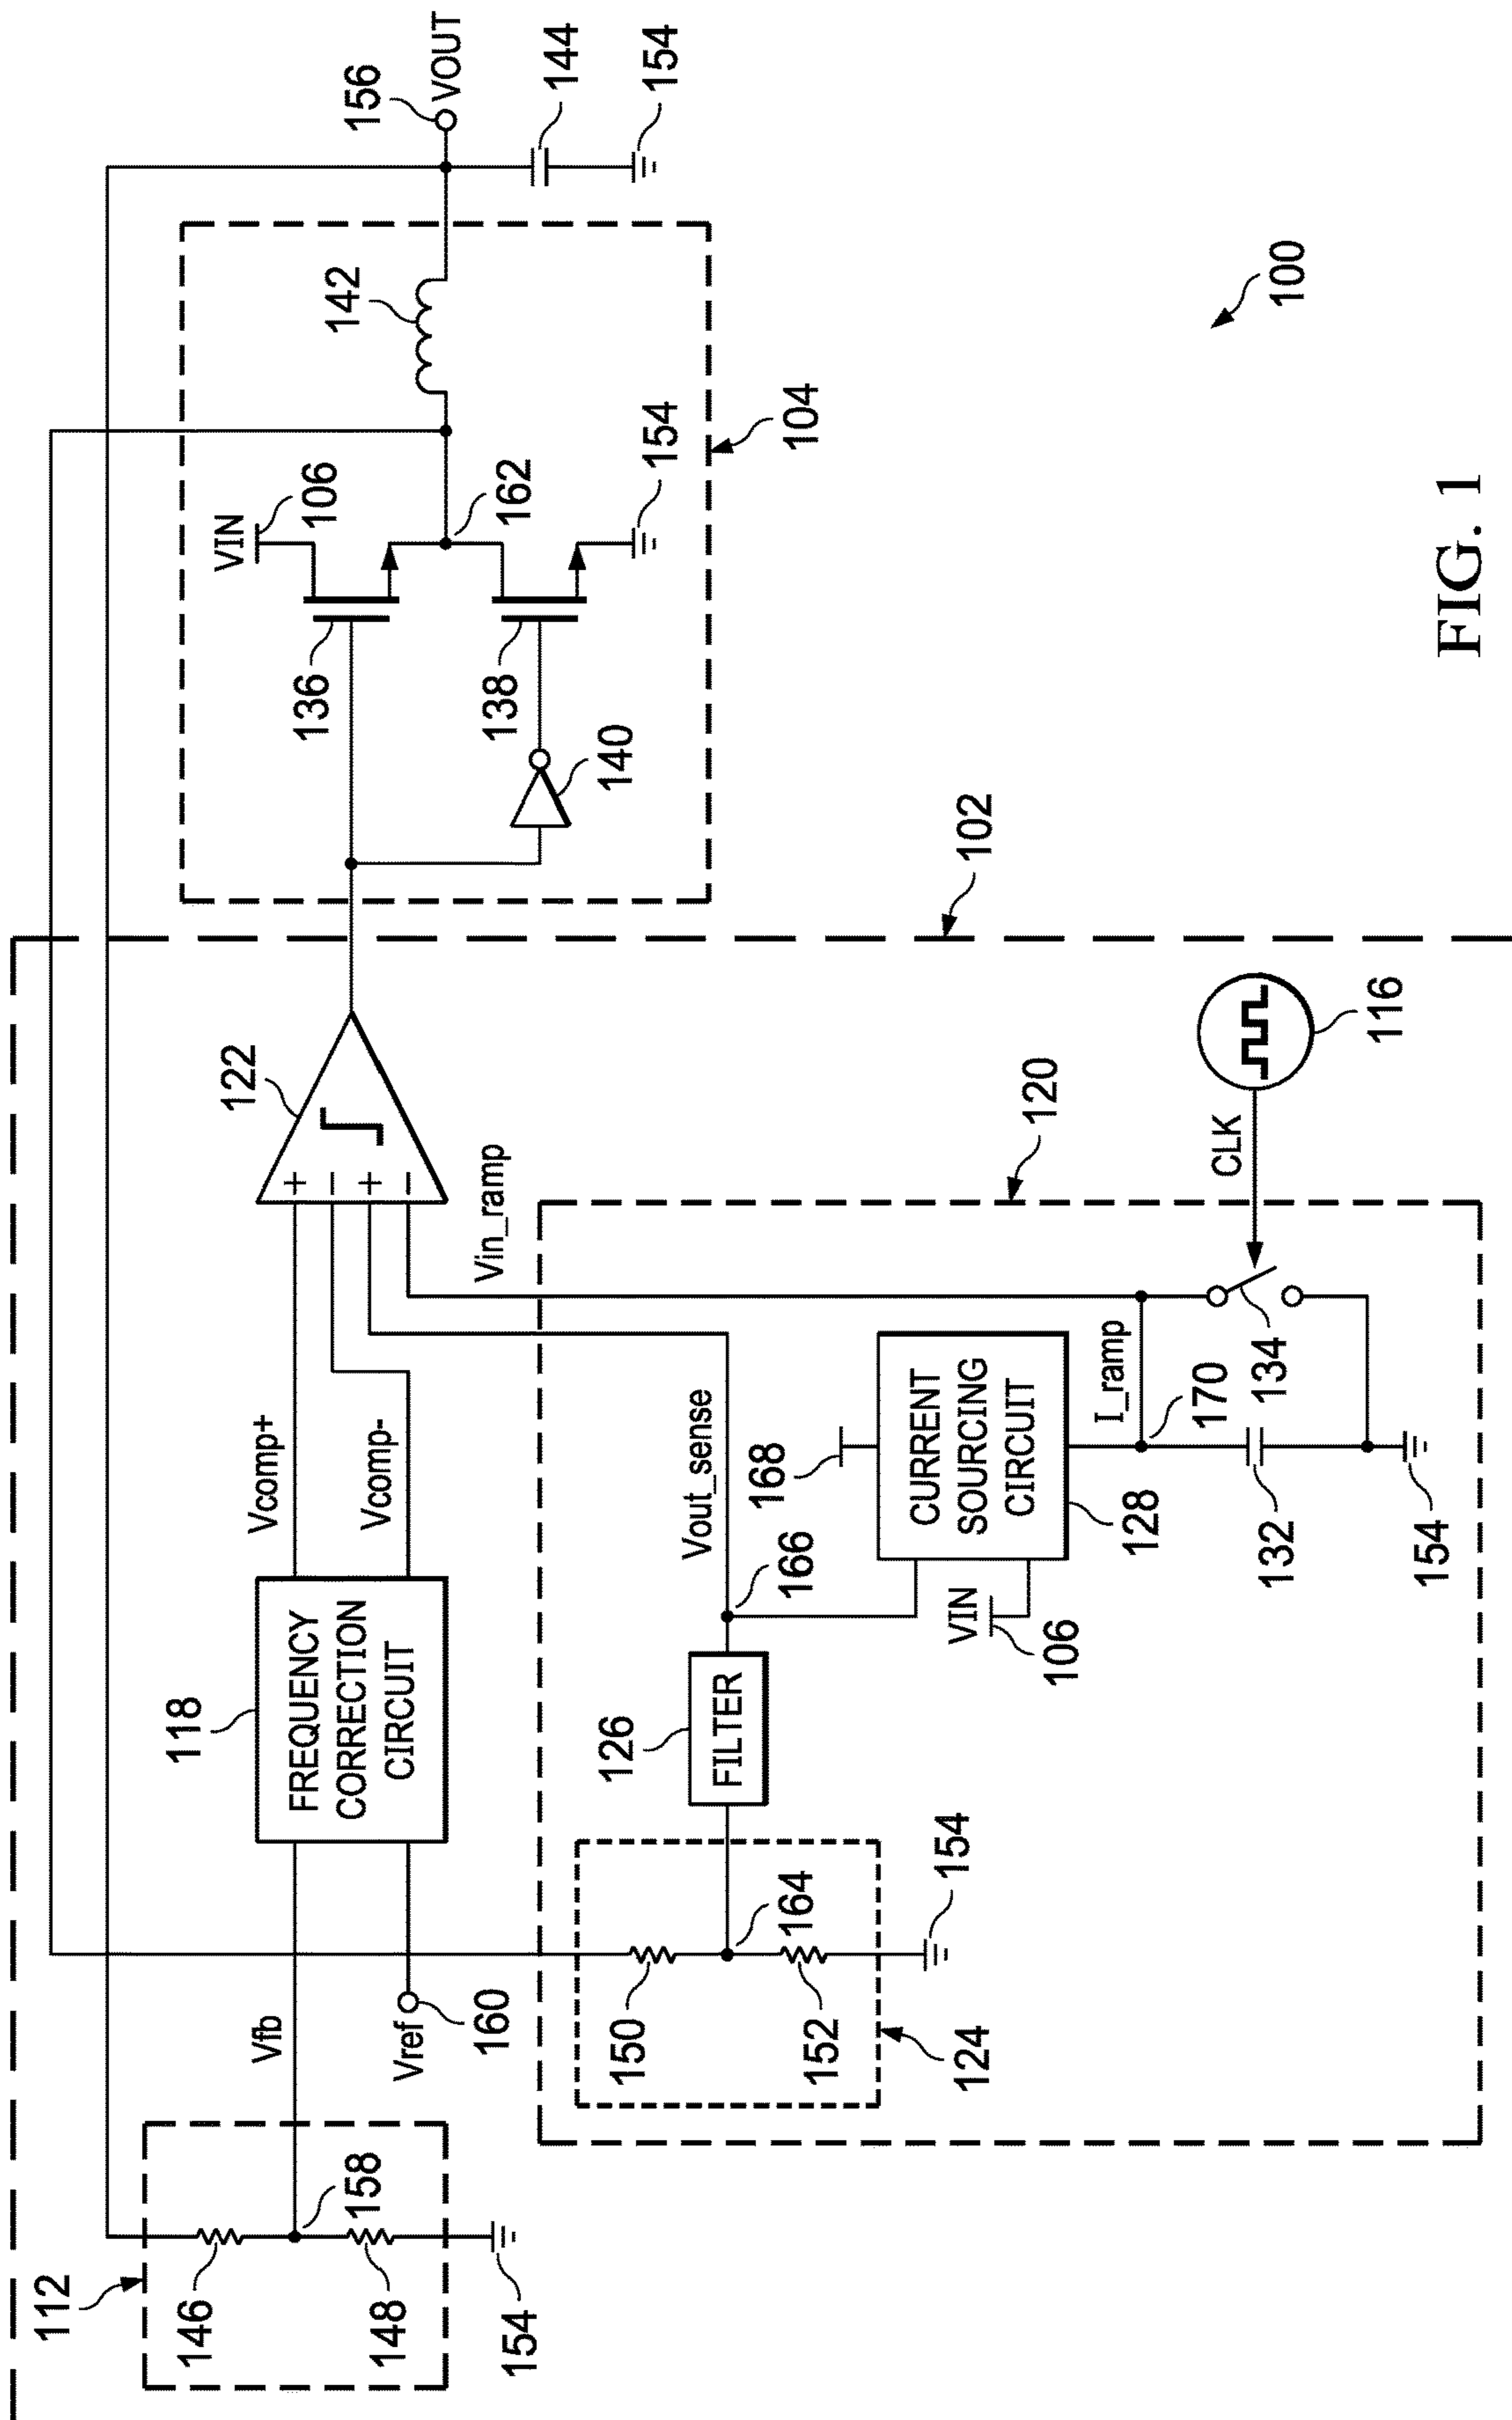 112
146
148
158
154
Vfb
Vref
160
118
FREQUENCY
CORRECTION
CIRCUIT
Vcomp+
Vcomp-
122
+
−
+
−
Vin_ramp
102
VIN
106
136
138
140
162
154
142
104
156
VOUT
144
154
150
152
164
154
124
126
FILTER
166
Vout_sense
168
CURRENT
SOURCING
CIRCUIT
128
VIN
106
I_ramp
170
132
134
154
120
CLK
116
100
FIG. 1